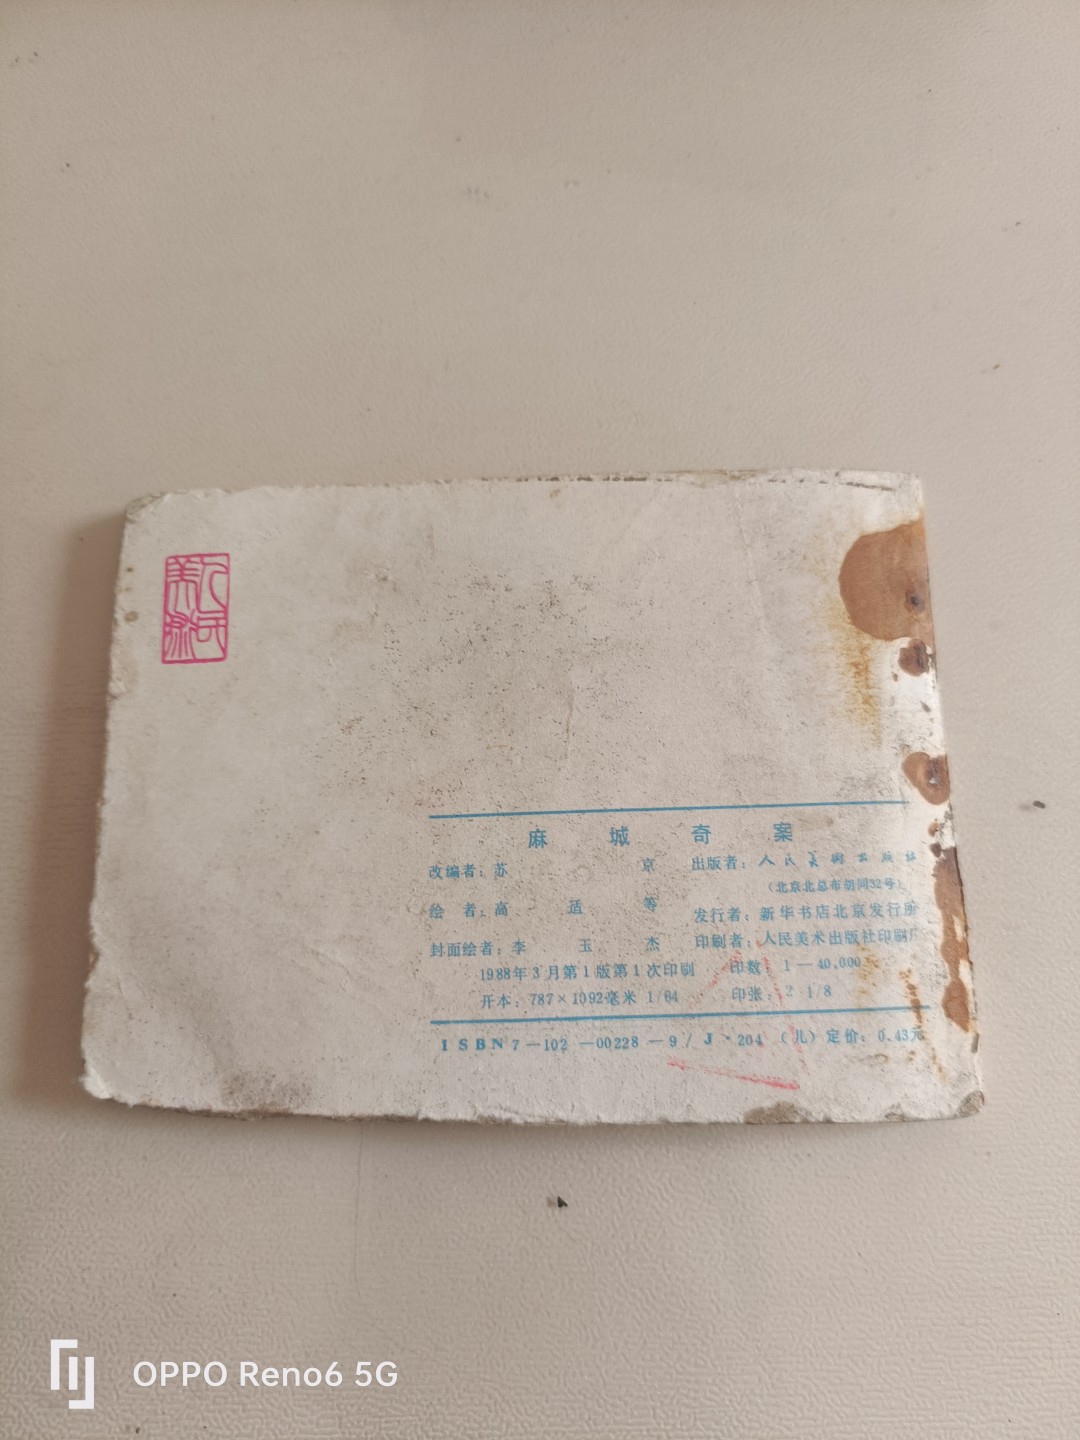 人民美术
麻城奇案
改编者：苏京 出版者：人民美术出版社
（北京北总布胡同32号）
绘者：高适等 发行者：新华书店北京发行所
封面绘者：李玉杰 印刷者：人民美术出版社印刷厂
1988年3月第1版第1次印刷 印数：1—40,000
开本：787×1092毫米 1/64 印张：2 1/8
ISBN 7—102—00228—9/J·204（儿）定价：0.43元
OPPO Reno6 5G